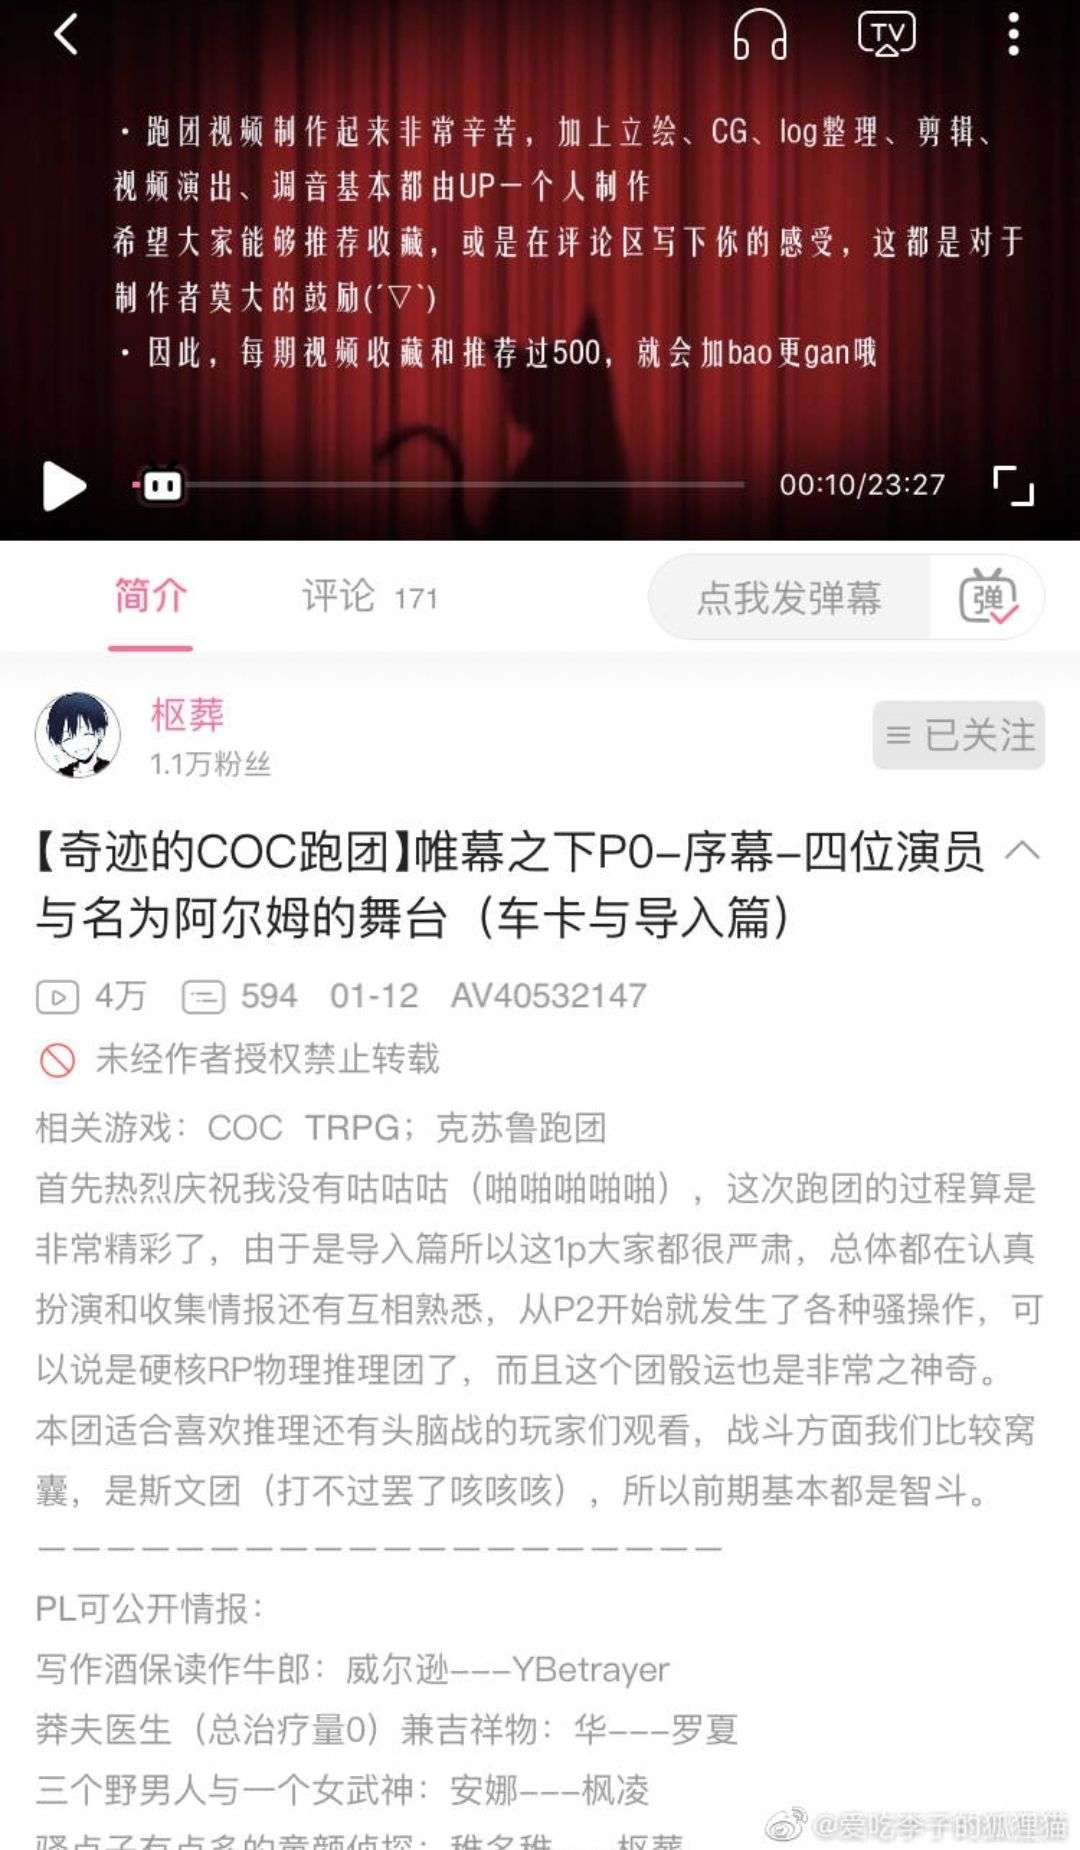 TV
· 跑团视频制作起来非常辛苦，加上立绘、CG、log整理、剪辑、
视频演出、调音基本都由UP一个人制作
希望大家能够推荐收藏，或是在评论区写下你的感受，这都是对于
制作者莫大的鼓励(´▽`)
· 因此，每期视频收藏和推荐过500，就会加bao更gan哦
00:10/23:27
简介 评论 171 点我发弹幕 弹
枢葬
1.1万粉丝
已关注
【奇迹的COC跑团】帷幕之下P0-序幕-四位演员
与名为阿尔姆的舞台（车卡与导入篇）
4万 594 01-12 AV40532147
未经作者授权禁止转载
相关游戏：COC TRPG；克苏鲁跑团
首先热烈庆祝我没有咕咕咕（啪啪啪啪啪），这次跑团的过程算是
非常精彩了，由于是导入篇所以这1p大家都很严肃，总体都在认真
扮演和收集情报还有互相熟悉，从P2开始就发生了各种骚操作，可
以说是硬核RP物理推理团了，而且这个团骰运也是非常之神奇。
本团适合喜欢推理还有头脑战的玩家们观看，战斗方面我们比较窝
囊，是斯文团（打不过罢了咳咳咳），所以前期基本都是智斗。
————————————————————
PL可公开情报：
写作酒保读作牛郎：威尔逊---YBetrayer
莽夫医生（总治疗量0）兼吉祥物：华---罗夏
三个野男人与一个女武神：安娜---枫凌
骚点子有点多的童颜侦探：稚名稚---枢葬
@爱吃李子的狐狸猫